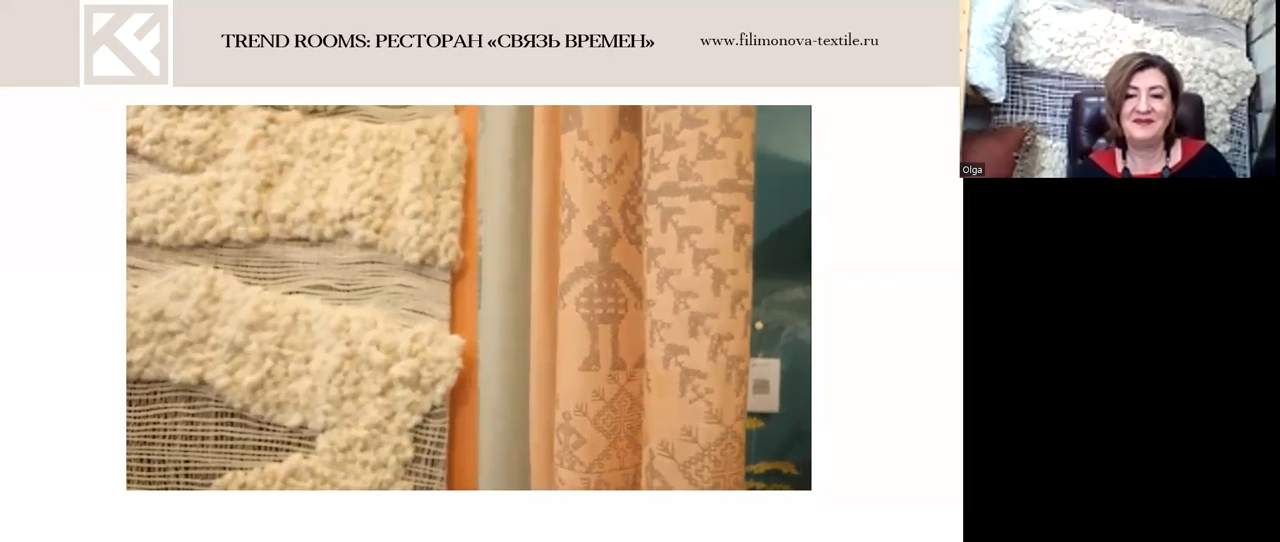 TREND ROOMS: РЕСТОРАН «СВЯЗЬ ВРЕМЕН»
www.filimonova-textile.ru
Olga